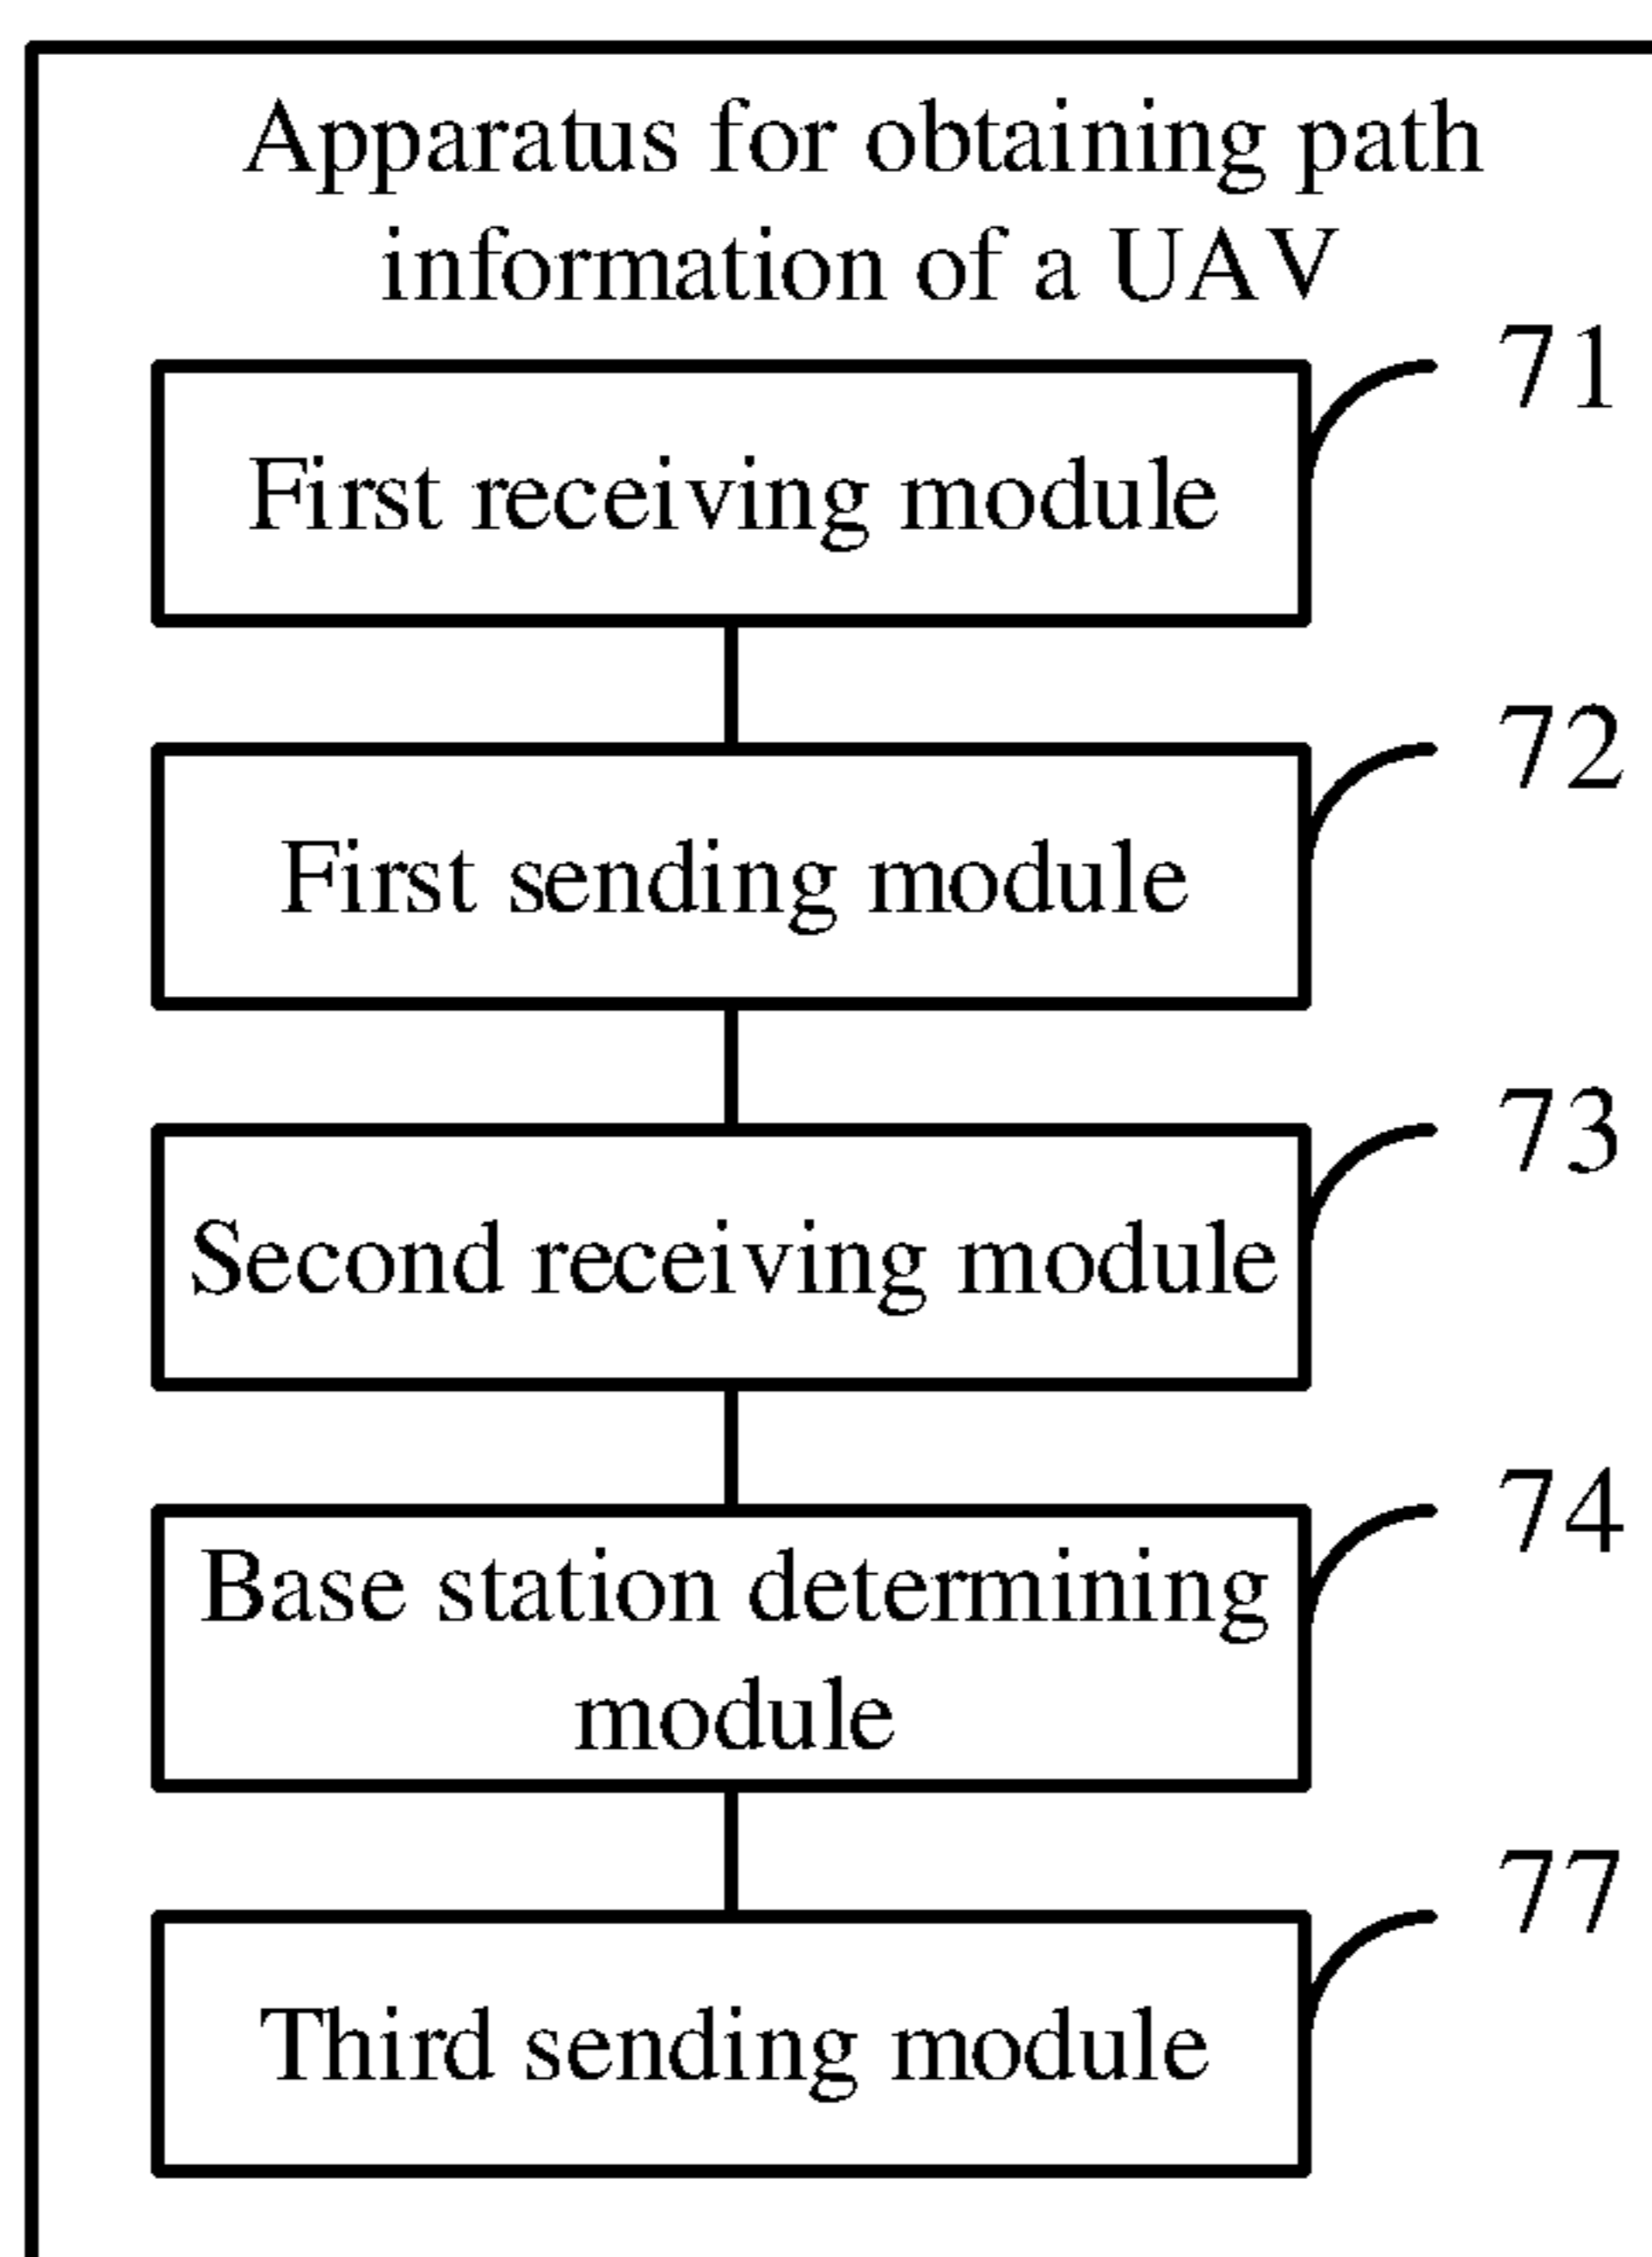 Apparatus for obtaining path
information of a UAV
71
First receiving module
72
First sending module
73
Second receiving module
74
Base station determining
module
77
Third sending module